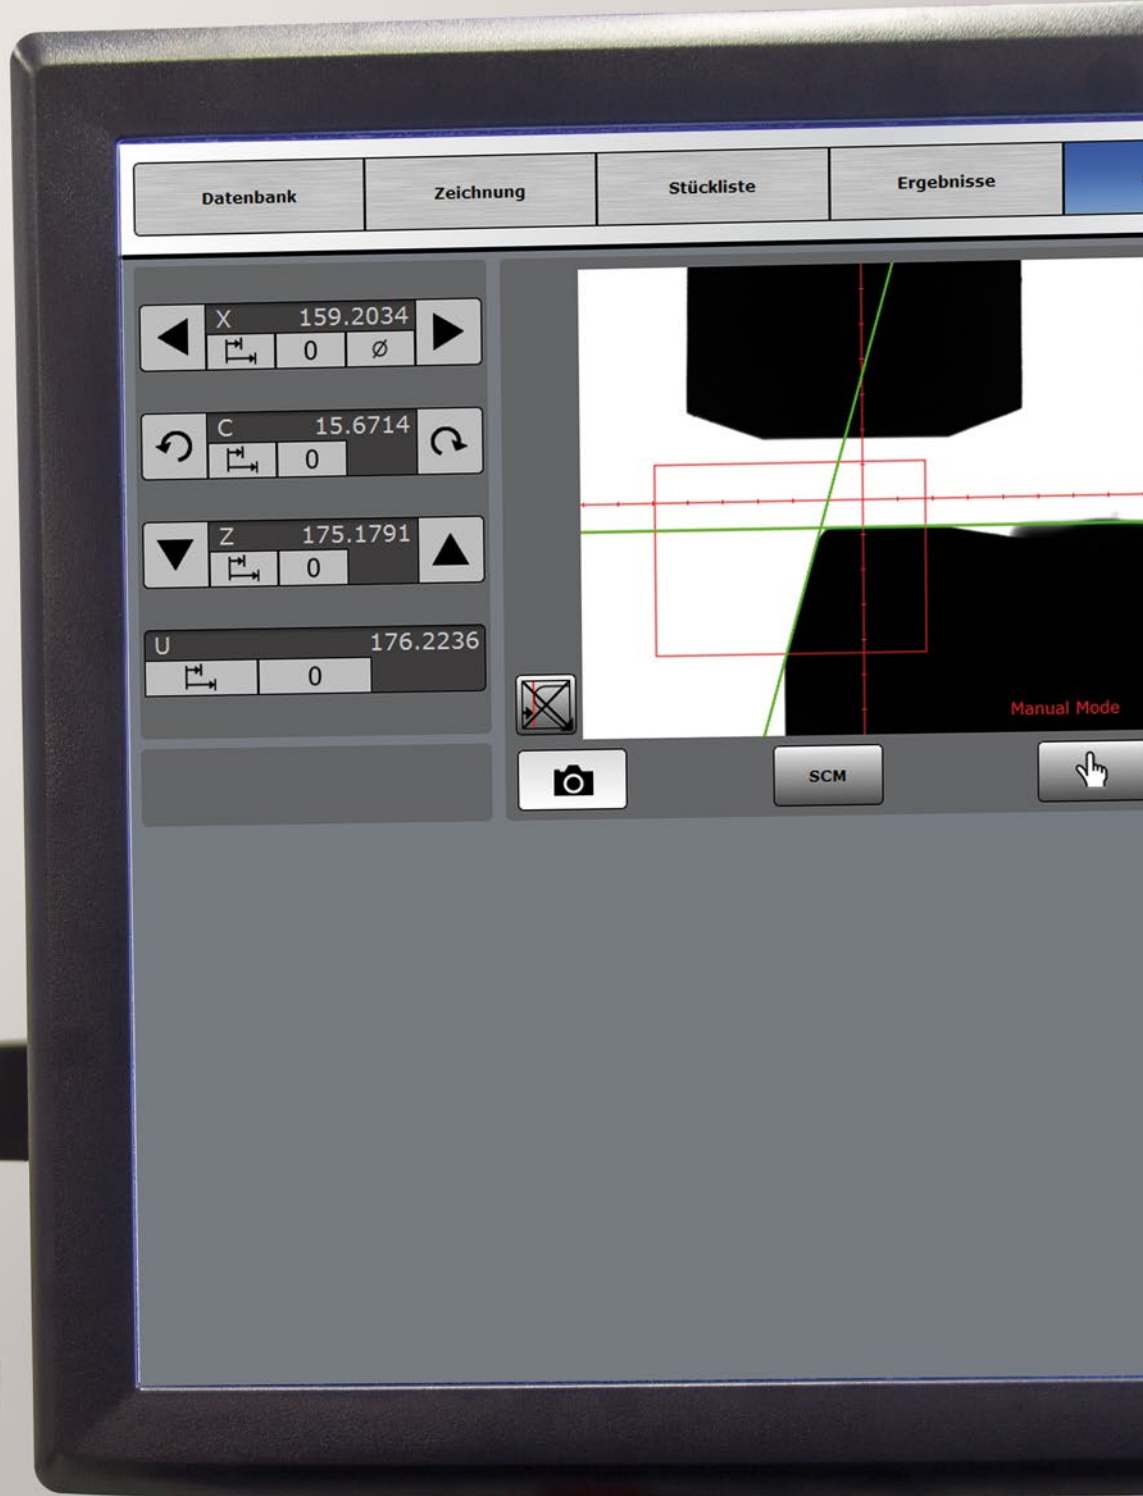 Datenbank
Zeichnung
Stückliste
Ergebnisse
X 159.2034
0 Ø
C 15.6714
0
Z 175.1791
0
U 176.2236
0
Manual Mode
SCM